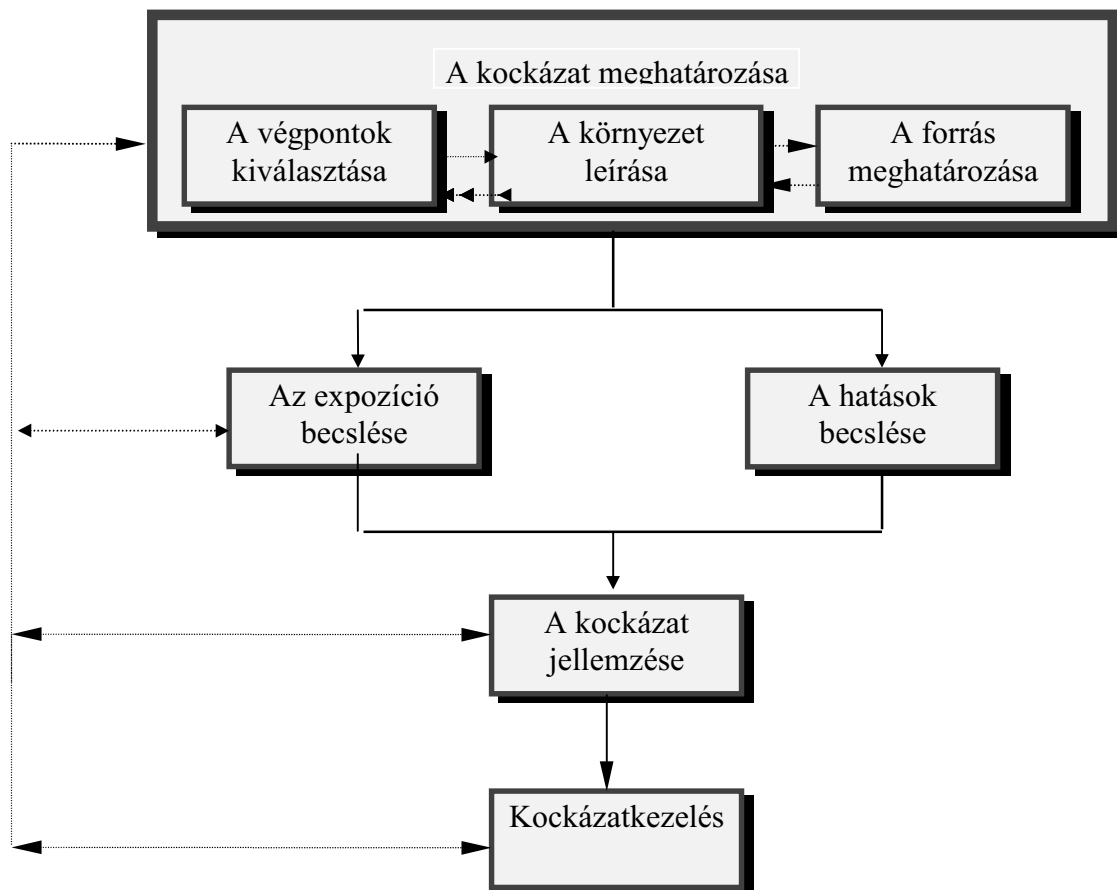 A kockázat meghatározása
A végpontok
kiválasztása
A környezet
leírása
A forrás
meghatározása
Az expozíció
becslése
A hatások
becslése
A kockázat
jellemzése
Kockázatkezelés